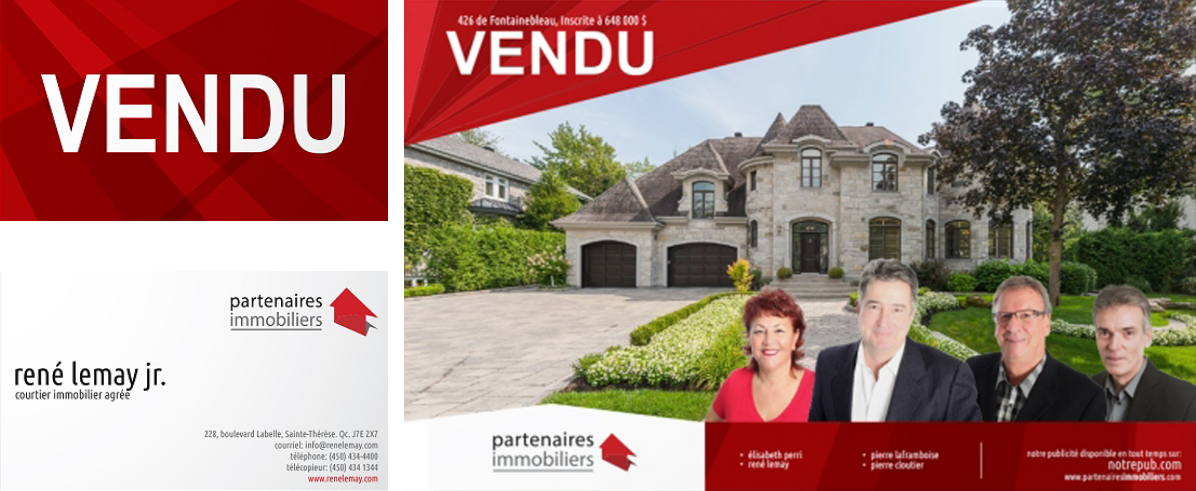 VENDU
partenaires
immobiliers
rené lemay jr.
courtier immobilier agréé
228, boulevard Labelle, Sainte-Thérèse. Qc. J7E 2X7
courriel: info@renelemay.com
téléphone: (450) 434-4400
télécopieur: (450) 434 1344
www.renelemay.com
426 de Fontainebleau, Inscrite à 648 000 $
VENDU
partenaires
immobiliers
• élisabeth perri
• rené lemay
• pierre laframboise
• pierre cloutier
notre publicité disponible en tout temps sur:
notrepub.com
www.partenairesimmobiliers.com